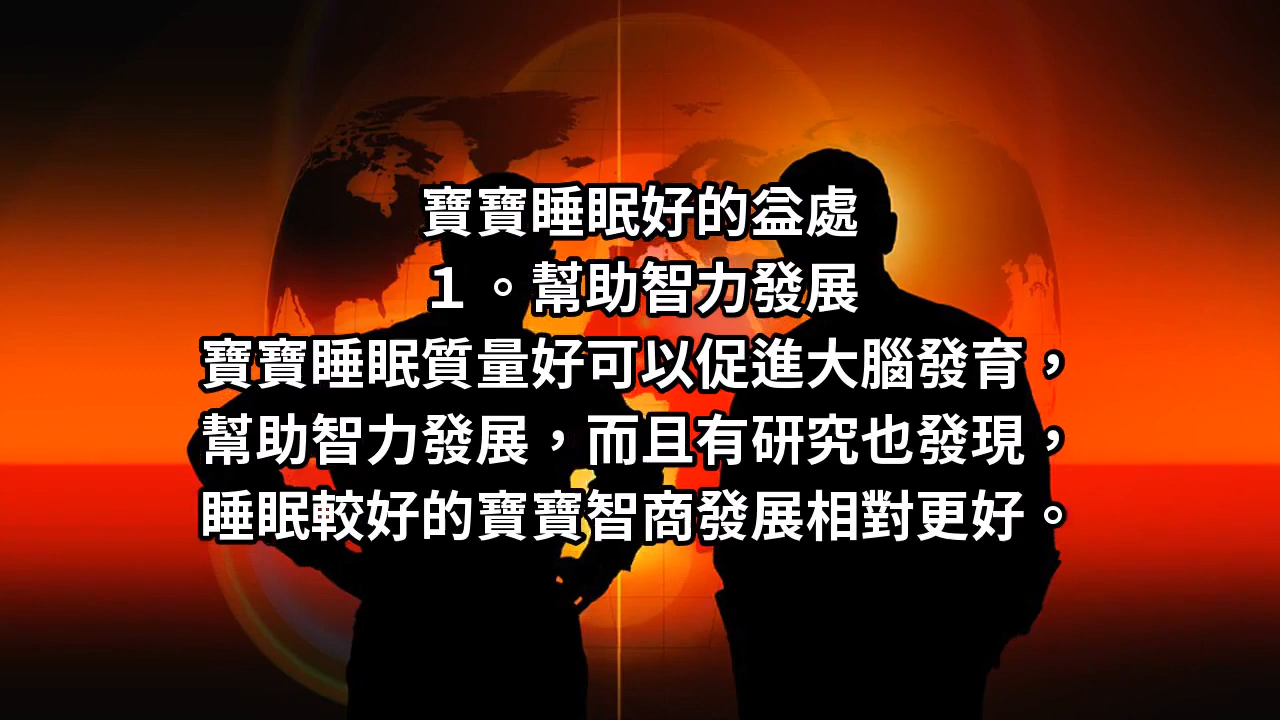 寶寶睡眠好的益處
１。幫助智力發展
寶寶睡眠質量好可以促進大腦發育，
幫助智力發展，而且有研究也發現，
睡眠較好的寶寶智商發展相對更好。